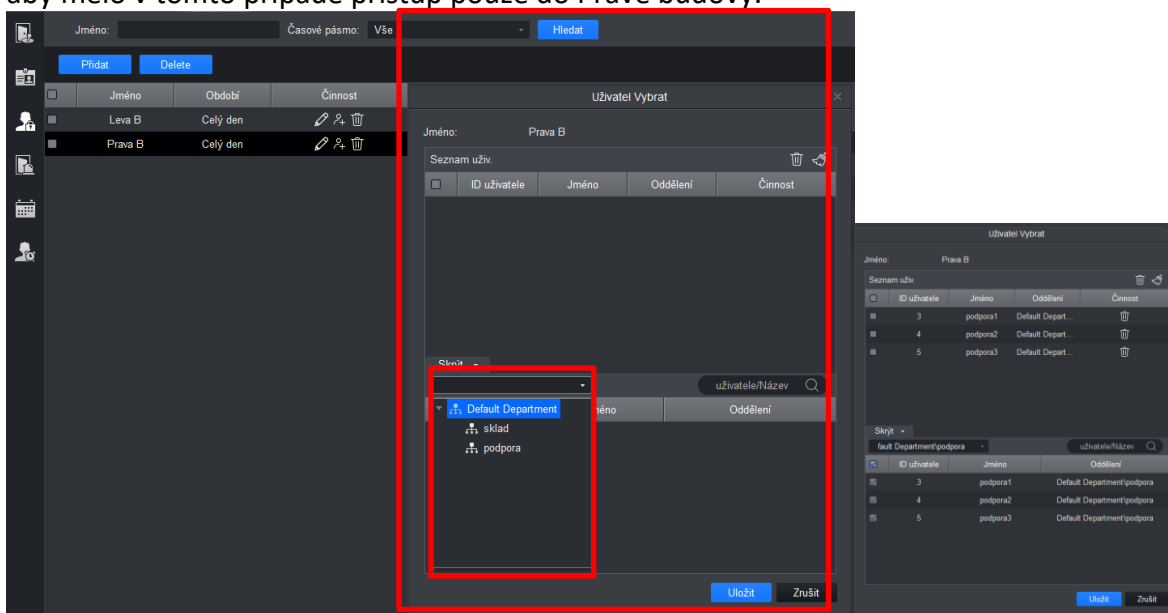 aby mělo v tomto případě přístup pouze do Pravé budovy.
Jméno: Časové pásmo: Vše Hledat
Přidat Delete
Jméno Období Činnost
Leva B Celý den
Prava B Celý den
Uživatel Vybrat
Jméno: Prava B
Seznam uživ.
ID uživatele Jméno Oddělení Činnost
Skrýt
uživatele/Název
Oddělení
Default Department
sklad
podpora
Uložit Zrušit
Uživatel Vybrat
Jméno: Prava B
Seznam uživ.
ID uživatele Jméno Oddělení Činnost
3 podpora1 Default Depart...
4 podpora2 Default Depart...
5 podpora3 Default Depart...
Skrýt
fault Department\podpora uživatele/Název
ID uživatele Jméno Oddělení
3 podpora1 Default Department\podpora
4 podpora2 Default Department\podpora
5 podpora3 Default Department\podpora
Uložit Zrušit